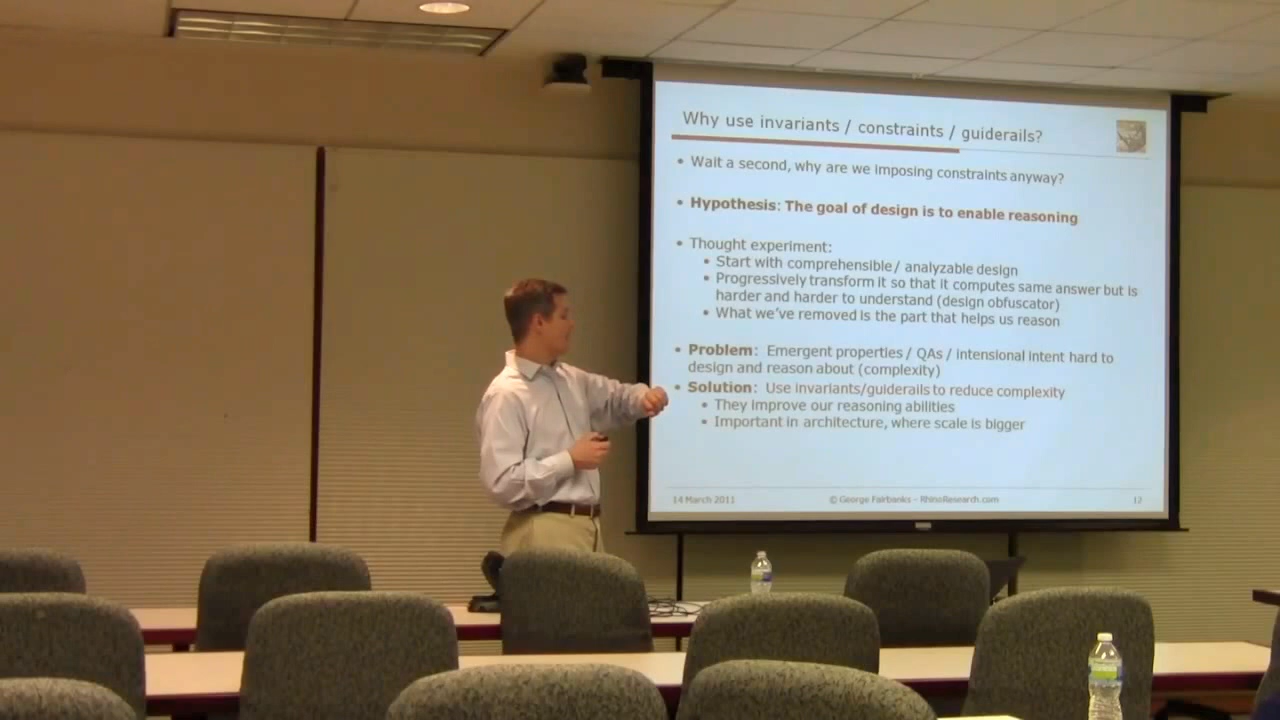 Why use invariants / constraints / guiderails?
• Wait a second, why are we imposing constraints anyway?
• Hypothesis: The goal of design is to enable reasoning
• Thought experiment:
• Start with comprehensible / analyzable design
• Progressively transform it so that it computes same answer but is
harder and harder to understand (design obfuscator)
• What we've removed is the part that helps us reason
• Problem: Emergent properties / QAs / intensional intent hard to
design and reason about (complexity)
• Solution: Use invariants/guiderails to reduce complexity
• They improve our reasoning abilities
• Important in architecture, where scale is bigger
14 March 2011 © George Fairbanks – RhinoResearch.com 12